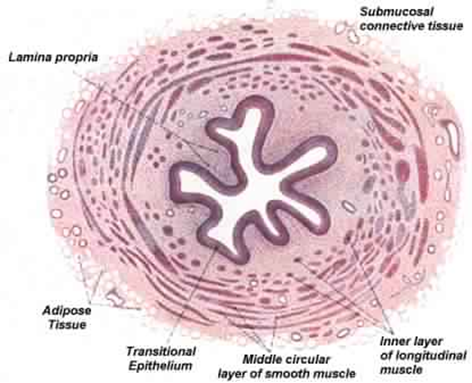 Submucosal
connective tissue
Lamina propria
Adipose
Tissue
Transitional
Epithelium
Middle circular
layer of smooth muscle
Inner layer
of longitudinal
muscle